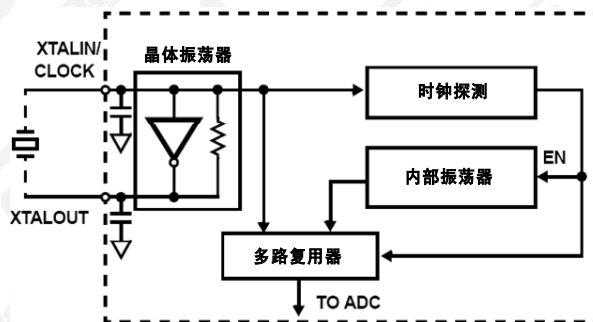 XTALIN/
CLOCK
晶体振荡器
时钟探测
EN
内部振荡器
XTALOUT
多路复用器
TO ADC